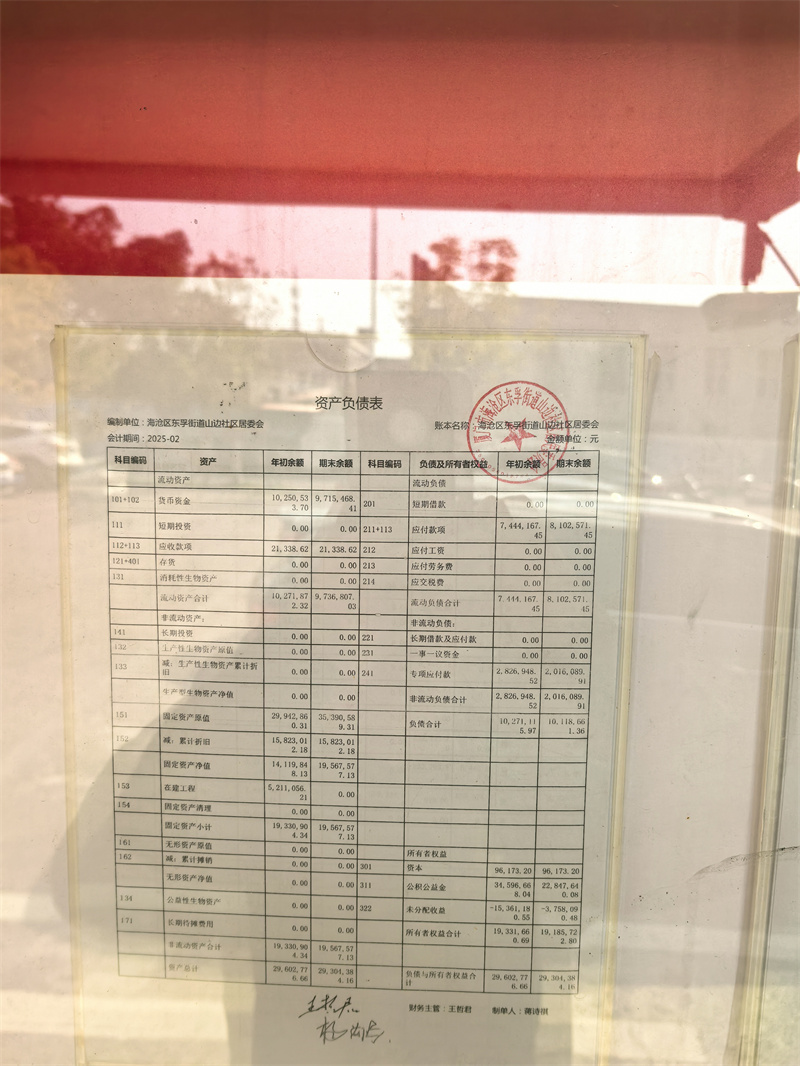 资产负债表
编制单位：海沧区东孚街道山边社区居委会 账本名称：海沧区东孚街道山边社区居委会
会计期间：2025-02 金额单位：元
科目编码 资产 年初余额 期末余额 科目编码 负债及所有者权益 年初余额 期末余额
流动资产 流动负债
101+102 货币资金 10,250,533.70 9,715,468.41 201 短期借款 0.00 0.00
111 短期投资 0.00 0.00 211+113 应付款项 7,444,167.45 8,102,571.45
112+113 应收款项 21,338.62 21,338.62 212 应付工资 0.00 0.00
121+401 存货 0.00 0.00 213 应付劳务费 0.00 0.00
131 消耗性生物资产 0.00 0.00 214 应交税费 0.00 0.00
流动资产合计 10,271,872.32 9,736,807.03 流动负债合计 7,444,167.45 8,102,571.45
非流动资产： 非流动负债：
141 长期投资 0.00 0.00 221 长期借款及应付款 0.00 0.00
132 生产性生物资产原值 0.00 0.00 231 一事一议资金 0.00 0.00
133 减：生产性生物资产累计折旧 0.00 0.00 241 专项应付款 2,826,948.52 2,016,089.91
生产型生物资产净值 0.00 0.00 非流动负债合计 2,826,948.52 2,016,089.91
151 固定资产原值 29,942,860.31 35,390,589.31 负债合计 10,271,115.97 10,118,661.36
152 减：累计折旧 15,823,012.18 15,823,012.18
固定资产净值 14,119,848.13 19,567,577.13
153 在建工程 5,211,056.21 0.00
154 固定资产清理 0.00 0.00
固定资产小计 19,330,904.34 19,567,577.13
161 无形资产原值 0.00 0.00 所有者权益
162 减：累计摊销 0.00 0.00 301 资本 96,173.20 96,173.20
无形资产净值 0.00 0.00 311 公积公益金 34,596,668.04 22,847,640.08
134 公益性生物资产 0.00 0.00 322 未分配收益 -15,361,180.55 -3,758,090.48
171 长期待摊费用 0.00 0.00 所有者权益合计 19,331,660.69 19,185,722.80
非流动资产合计 19,330,904.34 19,567,577.13
资产总计 29,602,776.66 29,304,384.16 负债与所有者权益合计 29,602,776.66 29,304,384.16
财务主管：王哲君 制单人：蒋诗琪